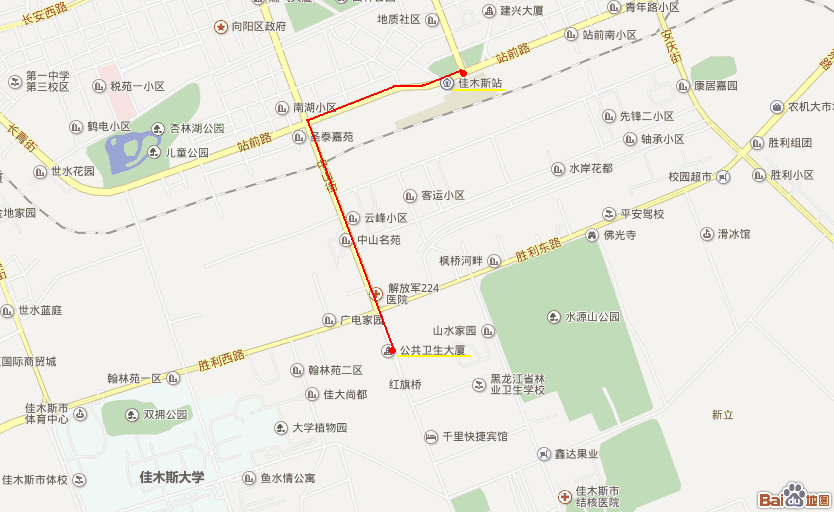 长安西路
向阳区政府
地质社区
建兴大厦
青年路小区
站前南小区
站前路
安庆街
第一中学
第三校区
税苑一小区
佳木斯站
康居嘉园
南湖小区
先锋二小区
农机大市场
鹤电小区
杏林湖公园
圣泰嘉苑
轴承小区
胜利组团
长青街
站前路
儿童公园
世水花园
水岸花都
校园超市
胜利小区
客运小区
云峰小区
平安驾校
中山名苑
佛光寺
滑冰馆
枫桥河畔
胜利东路
解放军224
医院
世水蓝庭
广电家园
水源山公园
山水家园
公共卫生大厦
国际商贸城
胜利西路
翰林苑一区
翰林苑二区
红旗桥
黑龙江省林
业卫生学校
佳大尚都
佳木斯市
体育中心
双拥公园
新立
大学植物园
千里快捷宾馆
鑫达果业
佳木斯大学
佳木斯市体校
鱼水情公寓
佳木斯市
结核医院
Bai du 地图